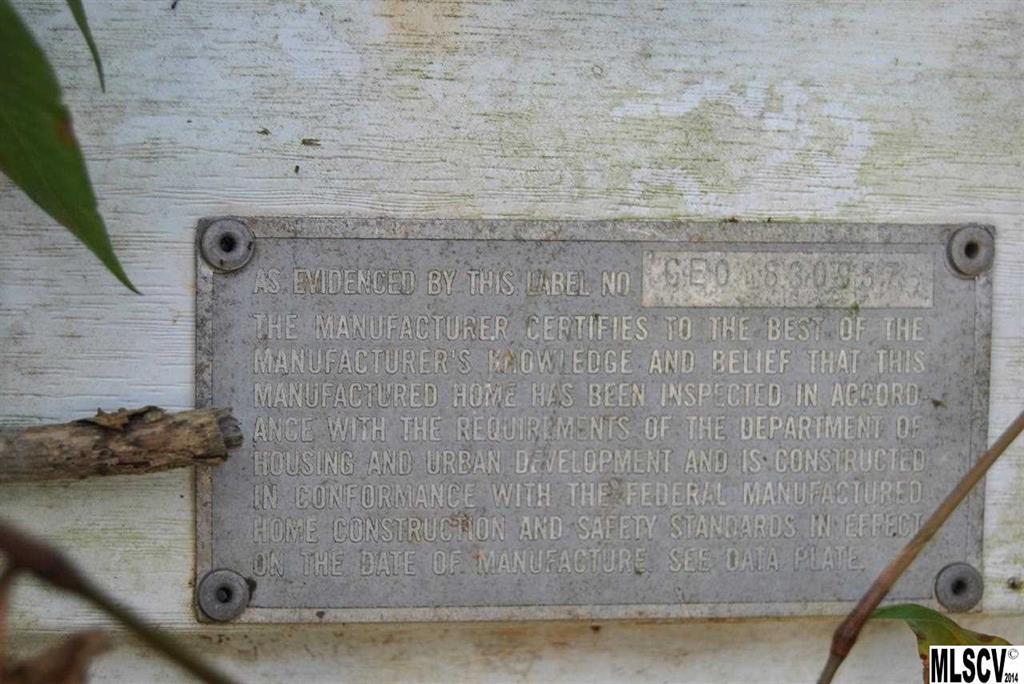 AS EVIDENCED BY THIS LABEL NO. GEO 630957
THE MANUFACTURER CERTIFIES TO THE BEST OF THE
MANUFACTURER'S KNOWLEDGE AND BELIEF THAT THIS
MANUFACTURED HOME HAS BEEN INSPECTED IN ACCORD-
ANCE WITH THE REQUIREMENTS OF THE DEPARTMENT OF
HOUSING AND URBAN DEVELOPMENT AND IS CONSTRUCTED
IN CONFORMANCE WITH THE FEDERAL MANUFACTURED
HOME CONSTRUCTION AND SAFETY STANDARDS IN EFFECT
ON THE DATE OF MANUFACTURE. SEE DATA PLATE.
MLSCV©
2014